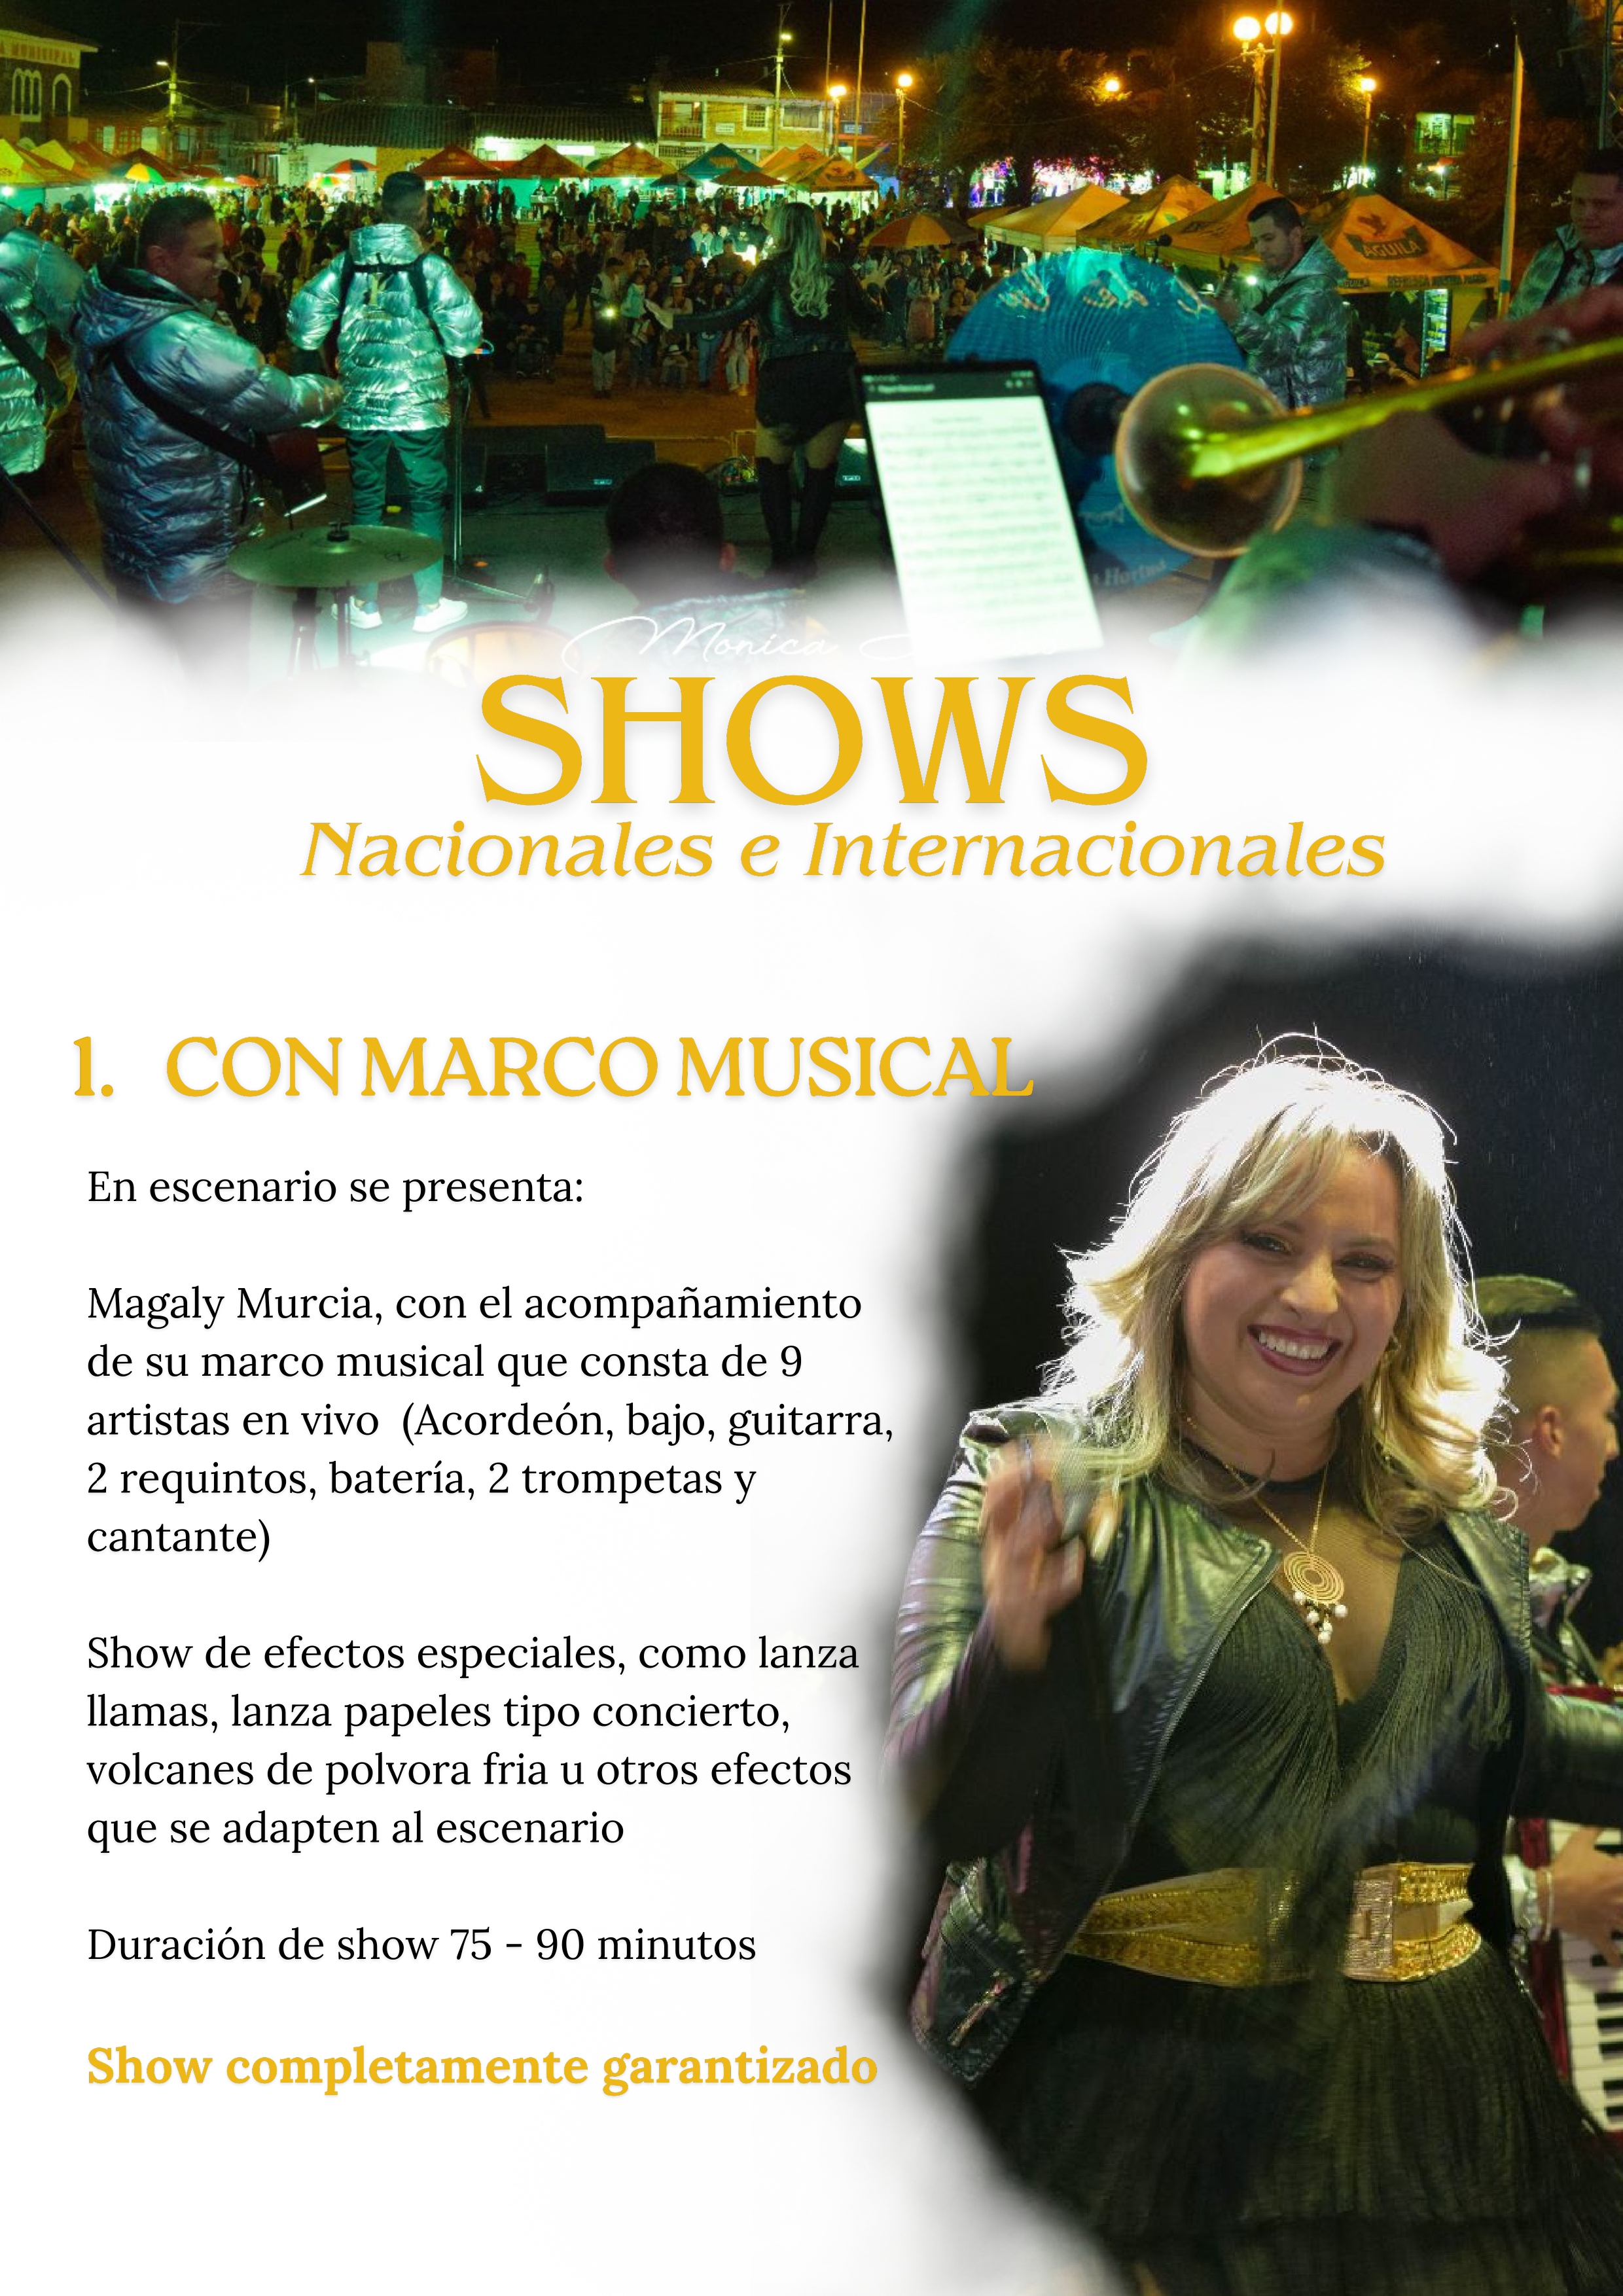 A MUNICIPAL
AGUILA
Monica
SHOWS
Nacionales e Internacionales
1. CON MARCO MUSICAL
En escenario se presenta:
Magaly Murcia, con el acompañamiento
de su marco musical que consta de 9
artistas en vivo (Acordeón, bajo, guitarra,
2 requintos, batería, 2 trompetas y
cantante)
Show de efectos especiales, como lanza
llamas, lanza papeles tipo concierto,
volcanes de polvora fria u otros efectos
que se adapten al escenario
Duración de show 75 - 90 minutos
Show completamente garantizado